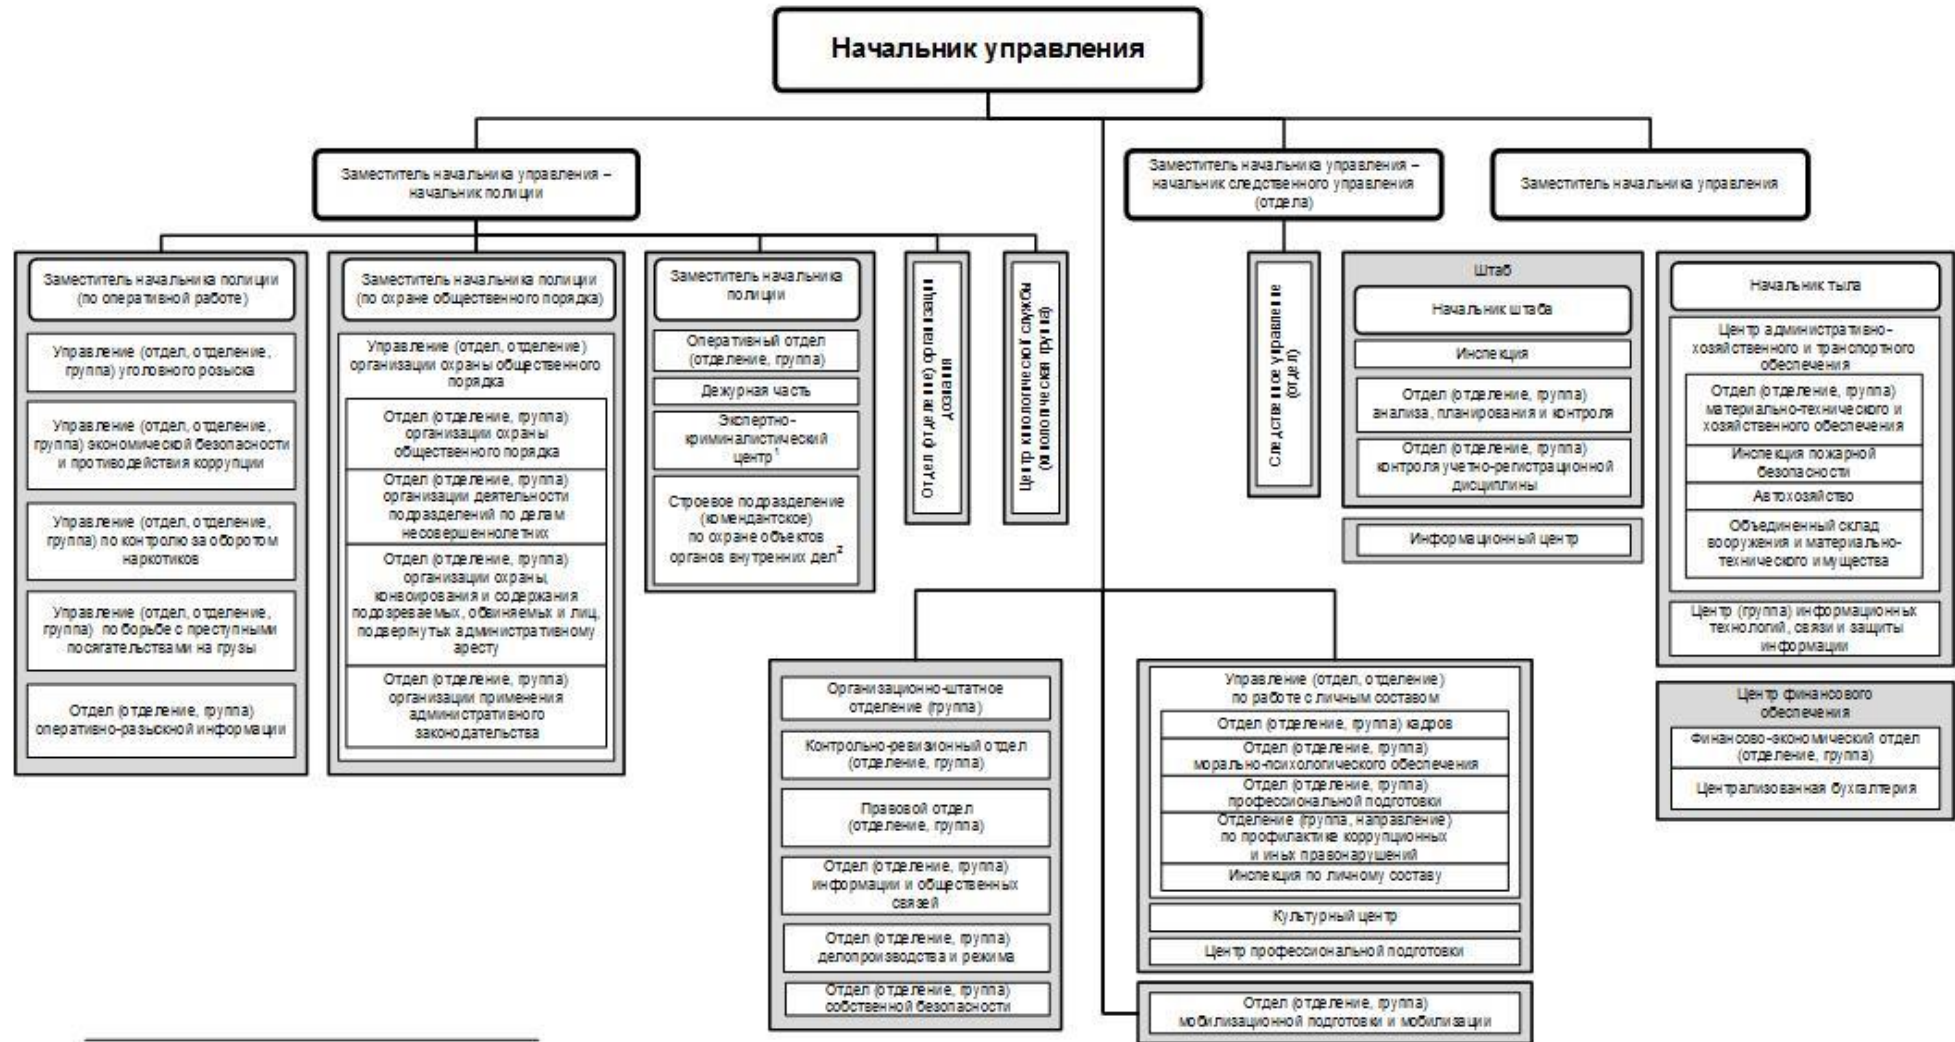 Начальник управления
Заместитель начальника управления –
начальник полиции
Заместитель начальника управления –
начальник следственного управления
(отдела)
Заместитель начальника управления
Заместитель начальника полиции
(по оперативной работе)
Управление (отдел, отделение,
группа) уголовного розыска
Управление (отдел, отделение,
группа) экономической безопасности
и противодействия коррупции
Управление (отдел, отделение,
группа) по контролю за оборотом
наркотиков
Управление (отдел, отделение,
группа) по борьбе с преступными
посягательствами на грузы
Отдел (отделение, группа)
оперативно-разыскной информации
Заместитель начальника полиции
(по охране общественного порядка)
Управление (отдел, отделение)
организации охраны общественного
порядка
Отдел (отделение, группа)
организации охраны
общественного порядка
Отдел (отделение, группа)
организации деятельности
подразделений по делам
несовершеннолетних
Отдел (отделение, группа)
организации охраны,
конвоирования и содержания
подозреваемых, обвиняемых и лиц,
подвергнутых административному
аресту
Отдел (отделение, группа)
организации применения
административного
законодательства
Заместитель начальника
полиции
Оперативный отдел
(отделение, группа)
Дежурная часть
Экспертно-
криминалистический
центр¹
Строевое подразделение
(комендантское)
по охране объектов
органов внутренних дел²
Отдел (отделение) организации
дознания
Центр кинологической службы
(кинологическая группа)
Следственное управление
(отдел)
Штаб
Начальник штаба
Инспекция
Отдел (отделение, группа)
анализа, планирования и контроля
Отдел (отделение, группа)
контроля учетно-регистрационной
дисциплины
Информационный центр
Начальник тыла
Центр административно-
хозяйственного и транспортного
обеспечения
Отдел (отделение, группа)
материально-технического и
хозяйственного обеспечения
Инспекция пожарной
безопасности
Автохозяйство
Объединенный склад
вооружения и материально-
технического имущества
Центр (группа) информационных
технологий, связи и защиты
информации
Центр финансового
обеспечения
Финансово-экономический отдел
(отделение, группа)
Централизованная бухгалтерия
Организационно-штатное
отделение (группа)
Контрольно-ревизионный отдел
(отделение, группа)
Правовой отдел
(отделение, группа)
Отдел (отделение, группа)
информации и общественных
связей
Отдел (отделение, группа)
делопроизводства и режима
Отдел (отделение, группа)
собственной безопасности
Управление (отдел, отделение)
по работе с личным составом
Отдел (отделение, группа) кадров
Отдел (отделение, группа)
морально-психологического обеспечения
Отдел (отделение, группа)
профессиональной подготовки
Отделение (группа, направление)
по профилактике коррупционных
и иных правонарушений
Инспекция по личному составу
Культурный центр
Центр профессиональной подготовки
Отдел (отделение, группа)
мобилизационной подготовки и мобилизации